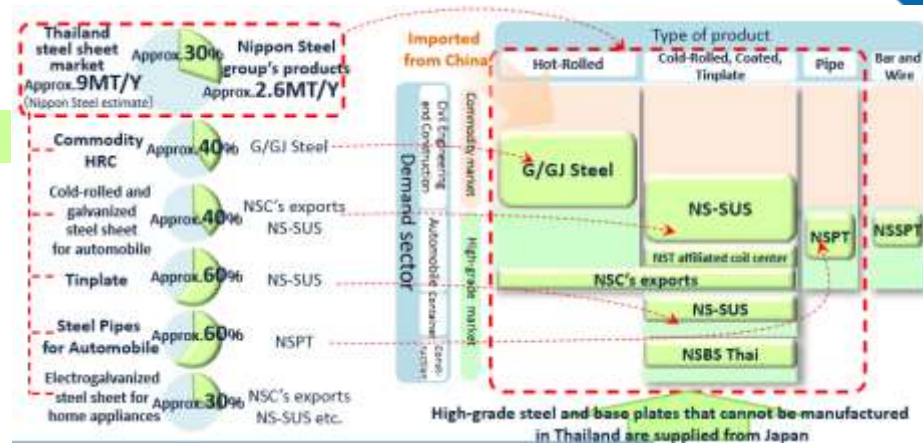 Thailand
steel sheet
market
Approx.9MT/Y
(Nippon Steel estimate)
Approx.30%
Nippon Steel
group's products
Approx.2.6MT/Y
Commodity
HRC
Approx.40%
G/GJ Steel
Cold-rolled and
galvanized
steel sheet
for automobile
Approx.40%
NSC's exports
NS-SUS
Tinplate
Approx.60%
NS-SUS
Steel Pipes
for Automobile
Approx.60%
NSPT
Electrogalvanized
steel sheet for
home appliances
Approx.30%
NSC's exports
NS-SUS etc.
Imported
from China
Type of product
Hot-Rolled
Cold-Rolled, Coated,
Tinplate
Pipe
Bar and
Wire
Demand sector
Civil Engineering
and Construction
Automobile
Container
Const-
ruction
Commodity market
High-grade market
G/GJ Steel
NS-SUS
NST affiliated coil center
NSPT
NSSPT
NSC's exports
NS-SUS
NSBS Thai
High-grade steel and base plates that cannot be manufactured
in Thailand are supplied from Japan